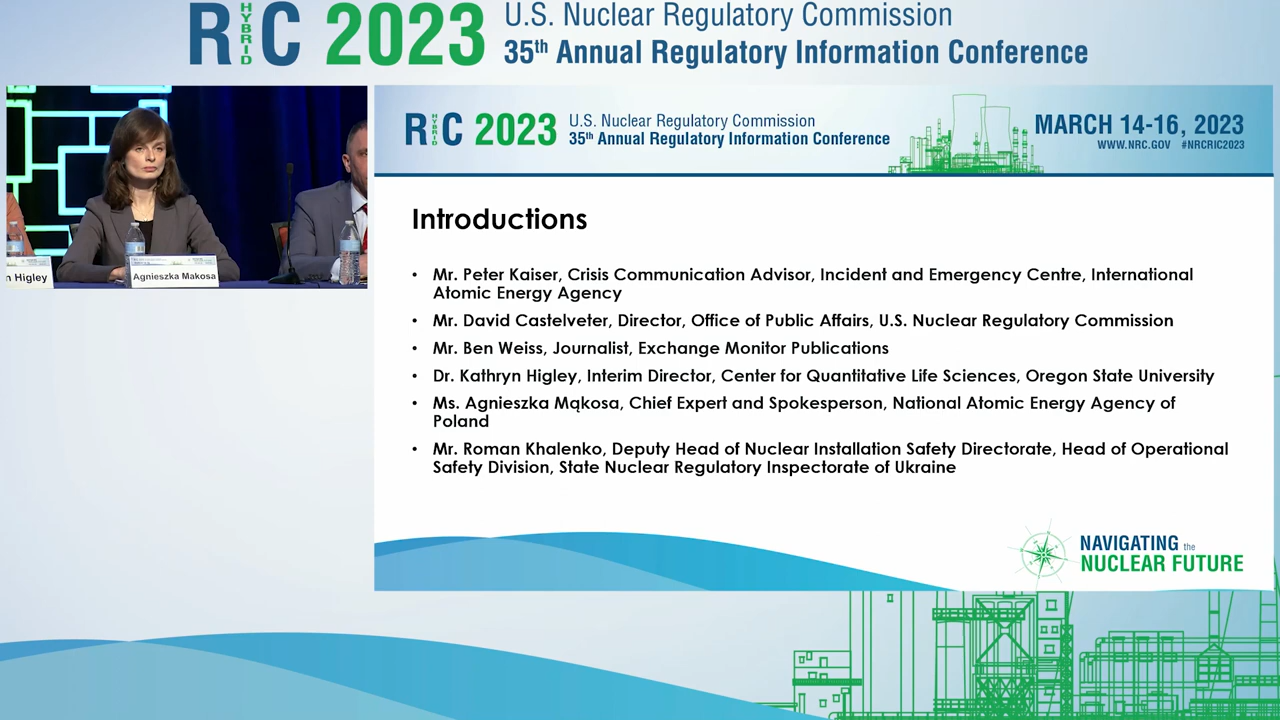 RIC 2023
HYBRID
U.S. Nuclear Regulatory Commission
35th Annual Regulatory Information Conference
n Higley
Agnieszka Makosa
RIC 2023
HYBRID
U.S. Nuclear Regulatory Commission
35th Annual Regulatory Information Conference
MARCH 14-16, 2023
WWW.NRC.GOV #NRCRIC2023
Introductions
• Mr. Peter Kaiser, Crisis Communication Advisor, Incident and Emergency Centre, International
Atomic Energy Agency
• Mr. David Castelveter, Director, Office of Public Affairs, U.S. Nuclear Regulatory Commission
• Mr. Ben Weiss, Journalist, Exchange Monitor Publications
• Dr. Kathryn Higley, Interim Director, Center for Quantitative Life Sciences, Oregon State University
• Ms. Agnieszka Mąkosa, Chief Expert and Spokesperson, National Atomic Energy Agency of
Poland
• Mr. Roman Khalenko, Deputy Head of Nuclear Installation Safety Directorate, Head of Operational
Safety Division, State Nuclear Regulatory Inspectorate of Ukraine
NAVIGATING the
NUCLEAR FUTURE